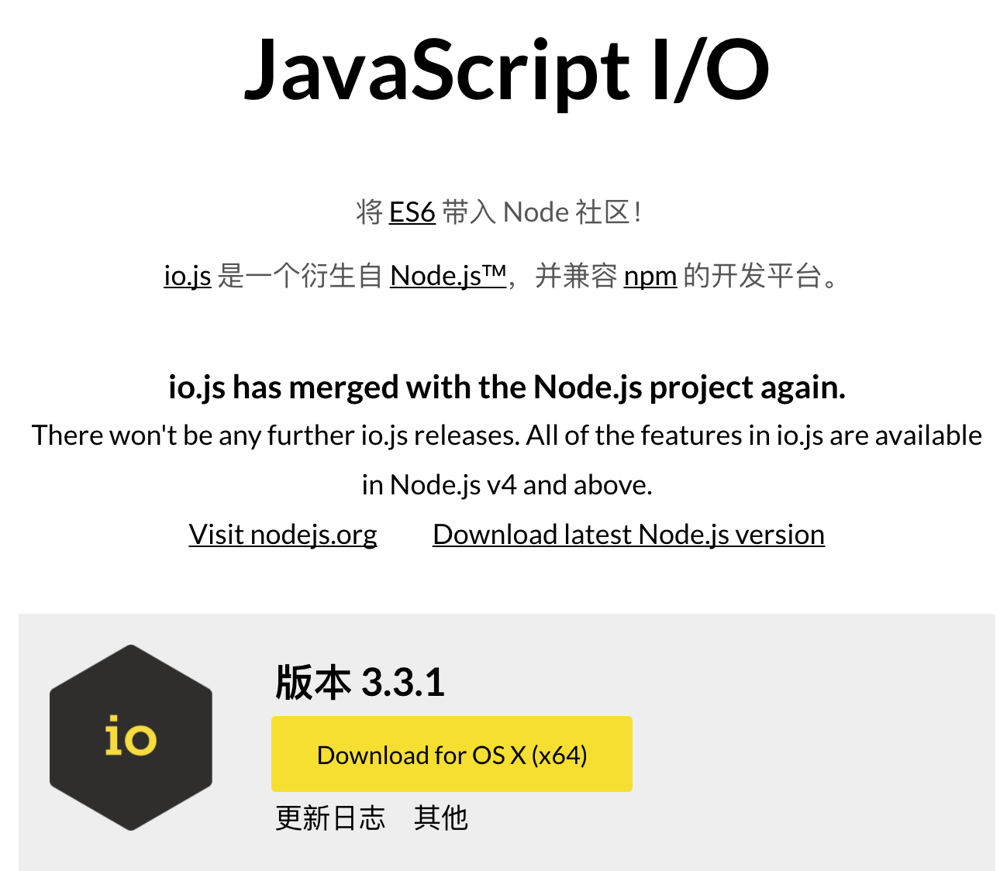 JavaScript I/O
将 ES6 带入 Node 社区！
io.js 是一个衍生自 Node.js™，并兼容 npm 的开发平台。
io.js has merged with the Node.js project again.
There won't be any further io.js releases. All of the features in io.js are available
in Node.js v4 and above.
Visit nodejs.org Download latest Node.js version
io
版本 3.3.1
Download for OS X (x64)
更新日志 其他